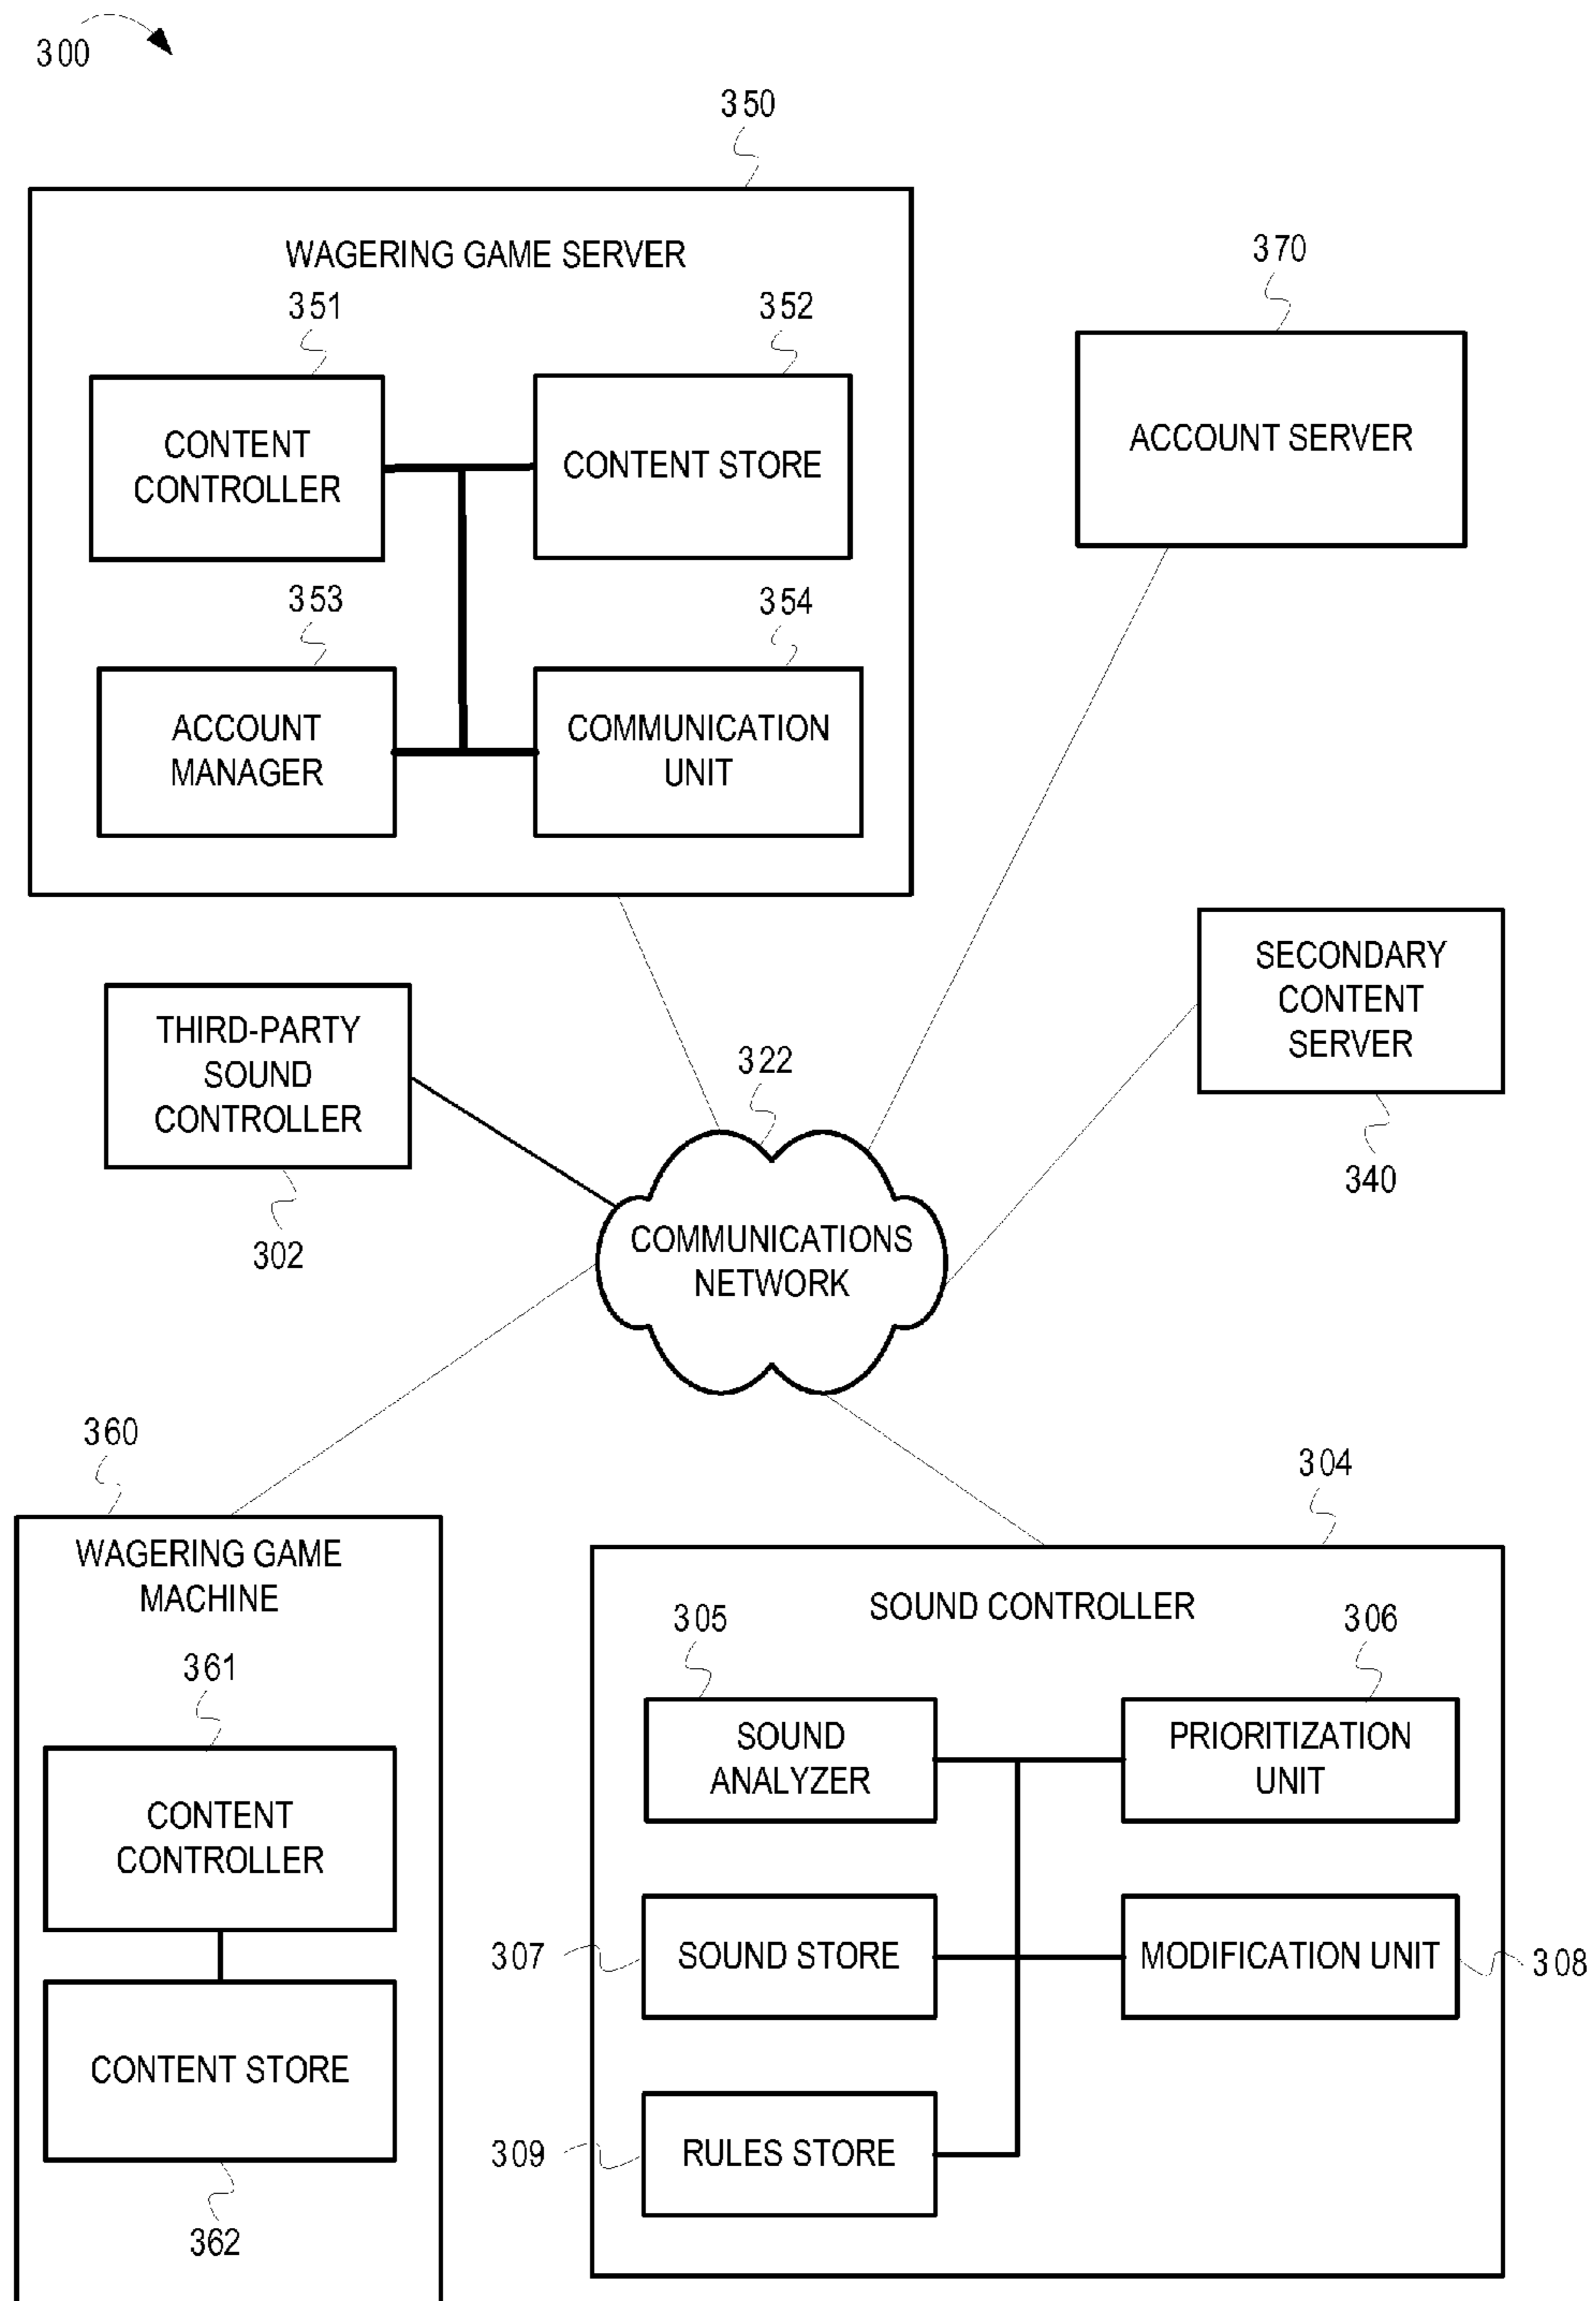 300
350
WAGERING GAME SERVER
351
352
CONTENT
CONTROLLER
CONTENT STORE
353
354
ACCOUNT
MANAGER
COMMUNICATION
UNIT
370
ACCOUNT SERVER
SECONDARY
CONTENT
SERVER
340
THIRD-PARTY
SOUND
CONTROLLER
302
322
COMMUNICATIONS
NETWORK
360
WAGERING GAME
MACHINE
361
CONTENT
CONTROLLER
CONTENT STORE
362
304
SOUND CONTROLLER
305
306
SOUND
ANALYZER
PRIORITIZATION
UNIT
307
SOUND STORE
MODIFICATION UNIT
308
309
RULES STORE